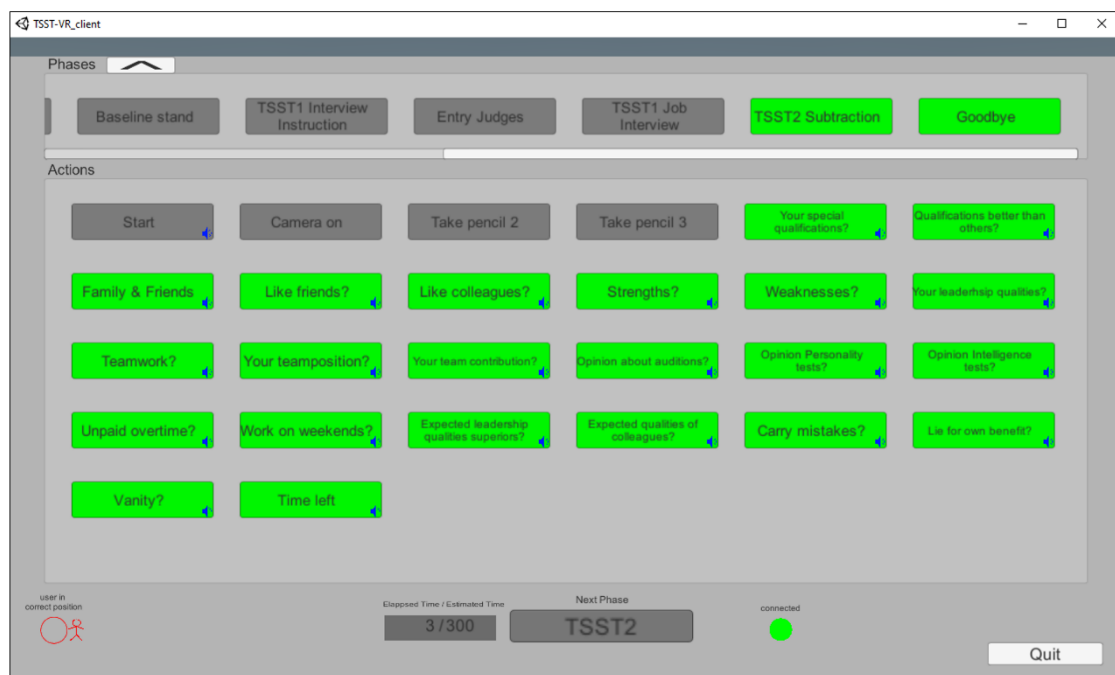 TSST-VR_client
Phases
Baseline stand
TSST1 Interview
Instruction
Entry Judges
TSST1 Job
Interview
TSST2 Subtraction
Goodbye
Actions
Start
Camera on
Take pencil 2
Take pencil 3
Your special
qualifications?
Qualifications better than
others?
Family & Friends
Like friends?
Like colleagues?
Strengths?
Weaknesses?
Your leaderhsip qualities?
Teamwork?
Your teamposition?
Your team contribution?
Opinion about auditions?
Opinion Personality
tests?
Opinion Intelligence
tests?
Unpaid overtime?
Work on weekends?
Expected leadership
qualities superiors?
Expected qualities of
colleagues?
Carry mistakes?
Lie for own benefit?
Vanity?
Time left
user in
correct position
Elappsed Time / Estimated Time
3 / 300
Next Phase
TSST2
connected
Quit